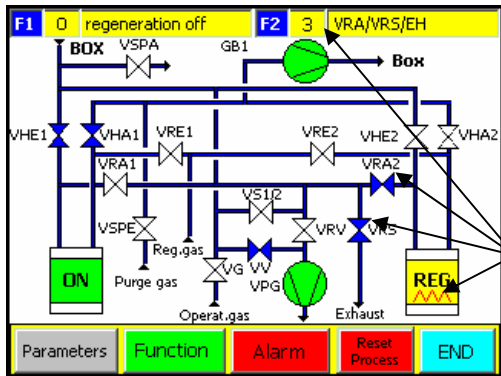 F1 0 regeneration off F2 3 VRA/VRS/EH
BOX VSPA GB1
Box
VHE1 VHA1 VRE1 VRE2 VHE2 VHA2
VRA1 VRA2
VS1/2
VSPE VRV VRS
Reg.gas
ON VG VV REG
Purge gas VPG
Operat.gas Exhaust
Parameters Function Alarm Reset Process END